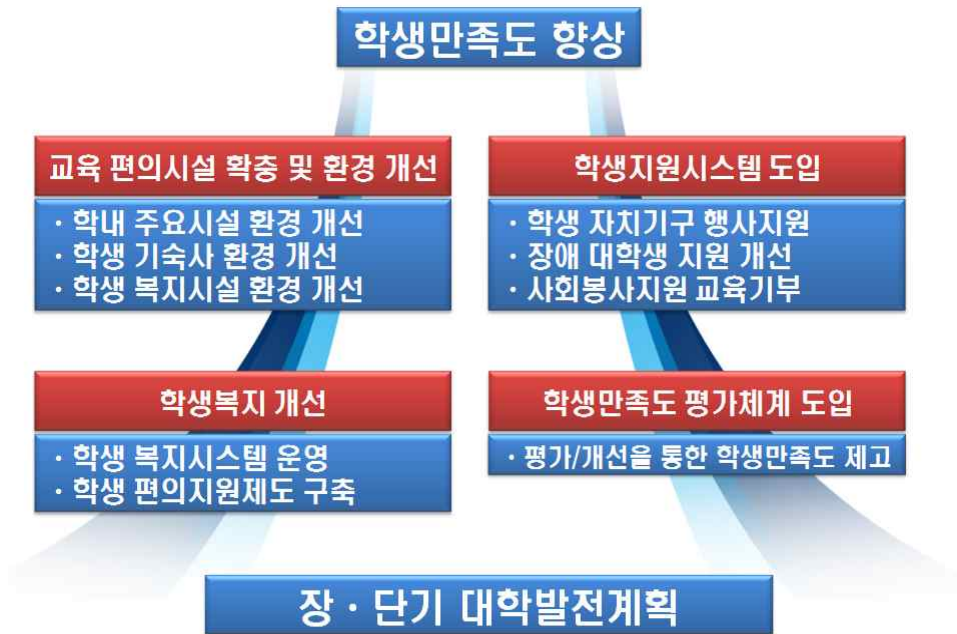 학생만족도 향상
교육 편의시설 확충 및 환경 개선
· 학내 주요시설 환경 개선
· 학생 기숙사 환경 개선
· 학생 복지시설 환경 개선
학생지원시스템 도입
· 학생 자치기구 행사지원
· 장애 대학생 지원 개선
· 사회봉사지원 교육기부
학생복지 개선
· 학생 복지시스템 운영
· 학생 편의지원제도 구축
학생만족도 평가체계 도입
· 평가/개선을 통한 학생만족도 제고
장 · 단기 대학발전계획